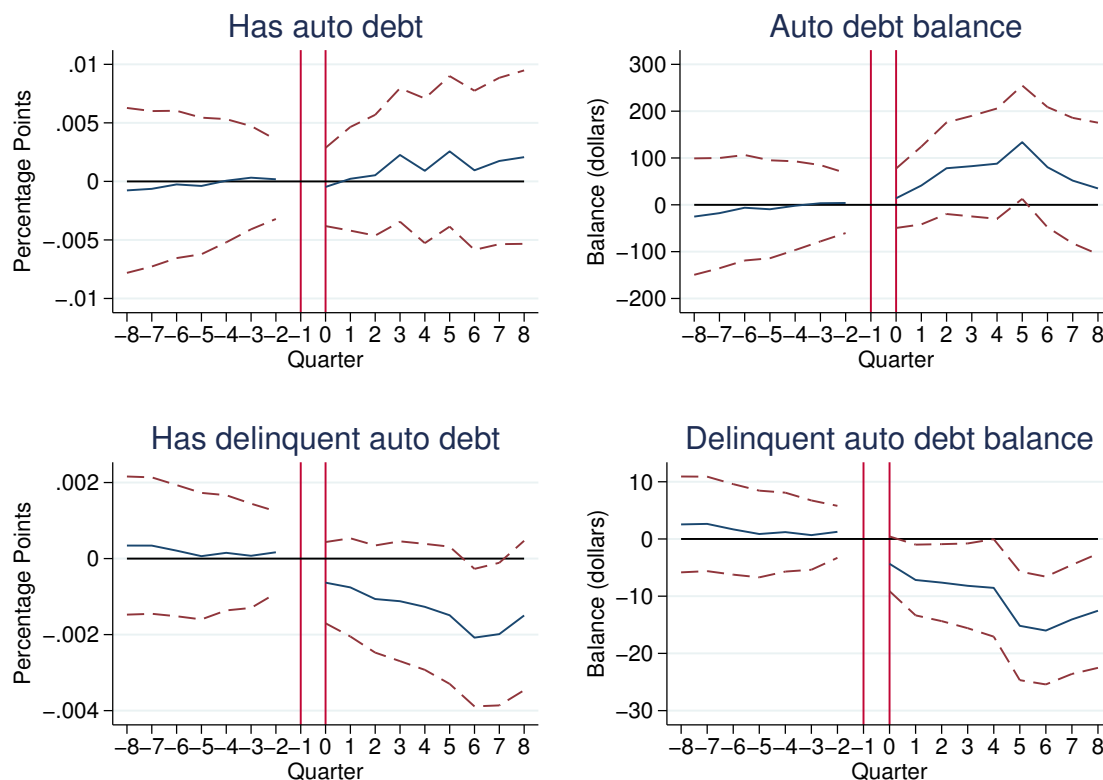 Has auto debt
Percentage Points
.01
.005
0
−.005
−.01
−8 −7 −6 −5 −4 −3 −2 −1 0 1 2 3 4 5 6 7 8
Quarter
Auto debt balance
Balance (dollars)
300
200
100
0
−100
−200
−8 −7 −6 −5 −4 −3 −2 −1 0 1 2 3 4 5 6 7 8
Quarter
Has delinquent auto debt
Percentage Points
.002
0
−.002
−.004
−8 −7 −6 −5 −4 −3 −2 −1 0 1 2 3 4 5 6 7 8
Quarter
Delinquent auto debt balance
Balance (dollars)
10
0
−10
−20
−30
−8 −7 −6 −5 −4 −3 −2 −1 0 1 2 3 4 5 6 7 8
Quarter